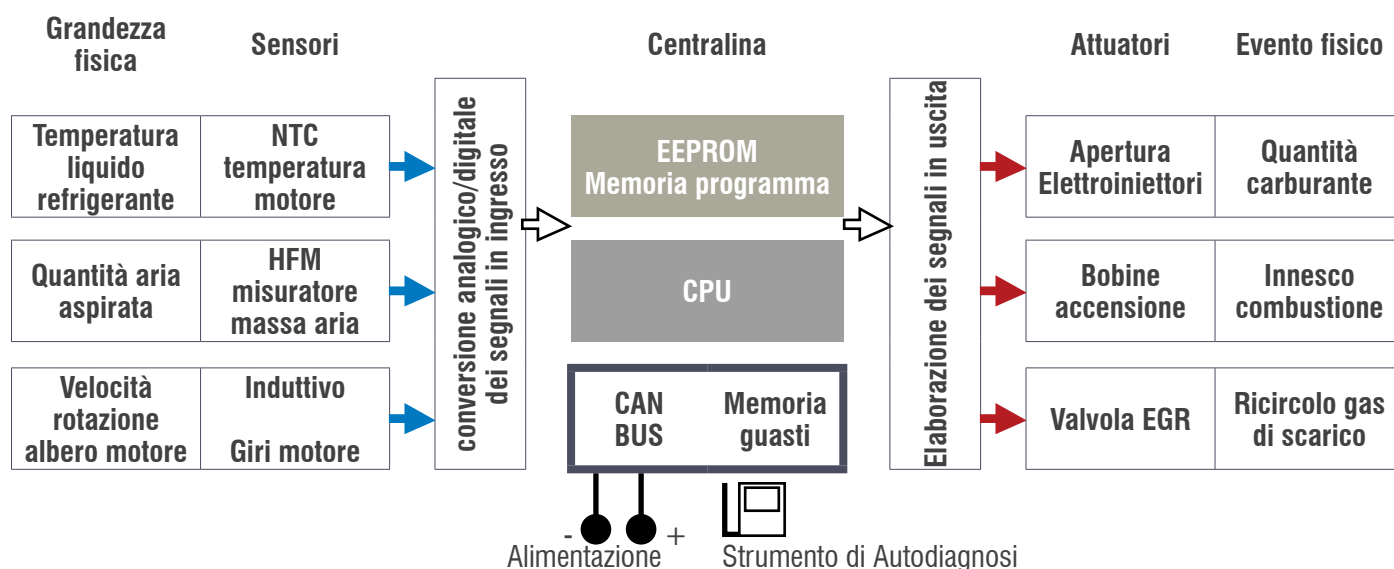 Grandezza
fisica
Sensori
Centralina
Attuatori
Evento fisico
Temperatura
liquido
refrigerante
NTC
temperatura
motore
Quantità aria
aspirata
HFM
misuratore
massa aria
Velocità
rotazione
albero motore
Induttivo
Giri motore
conversione analogico/digitale
dei segnali in ingresso
EEPROM
Memoria programma
CPU
CAN
BUS
Memoria
guasti
- +
Alimentazione
Strumento di Autodiagnosi
Elaborazione dei segnali in uscita
Apertura
Elettroiniettori
Quantità
carburante
Bobine
accensione
Innesco
combustione
Valvola EGR
Ricircolo gas
di scarico